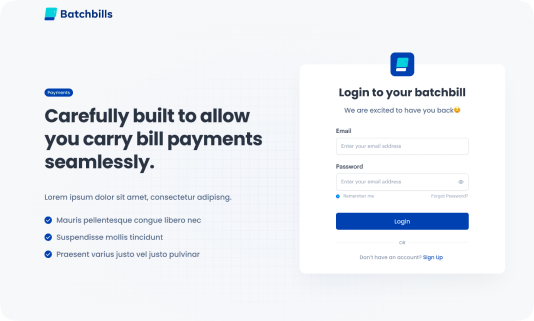 Batchbills
Payments
Carefully built to allow
you carry bill payments
seamlessly.
Lorem ipsum dolor sit amet, consectetur adipisng.
Mauris pellentesque congue libero nec
Suspendisse mollis tincidunt
Praesent varius justo vel justo pulvinar
Login to your batchbill
We are excited to have you back😊
Email
Enter your email address
Password
Enter your email address
Remember me
Forgot Password?
Login
OR
Don't have an account? Sign Up